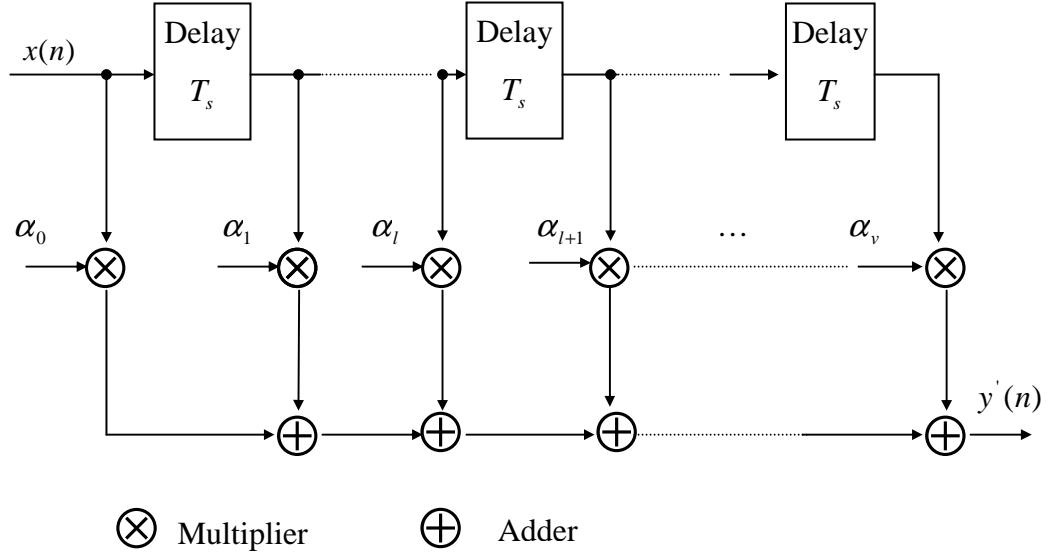 x(n)
Delay
T_s
Delay
T_s
Delay
T_s
α_0
α_1
α_l
α_{l+1}
...
α_v
y'(n)
Multiplier
Adder